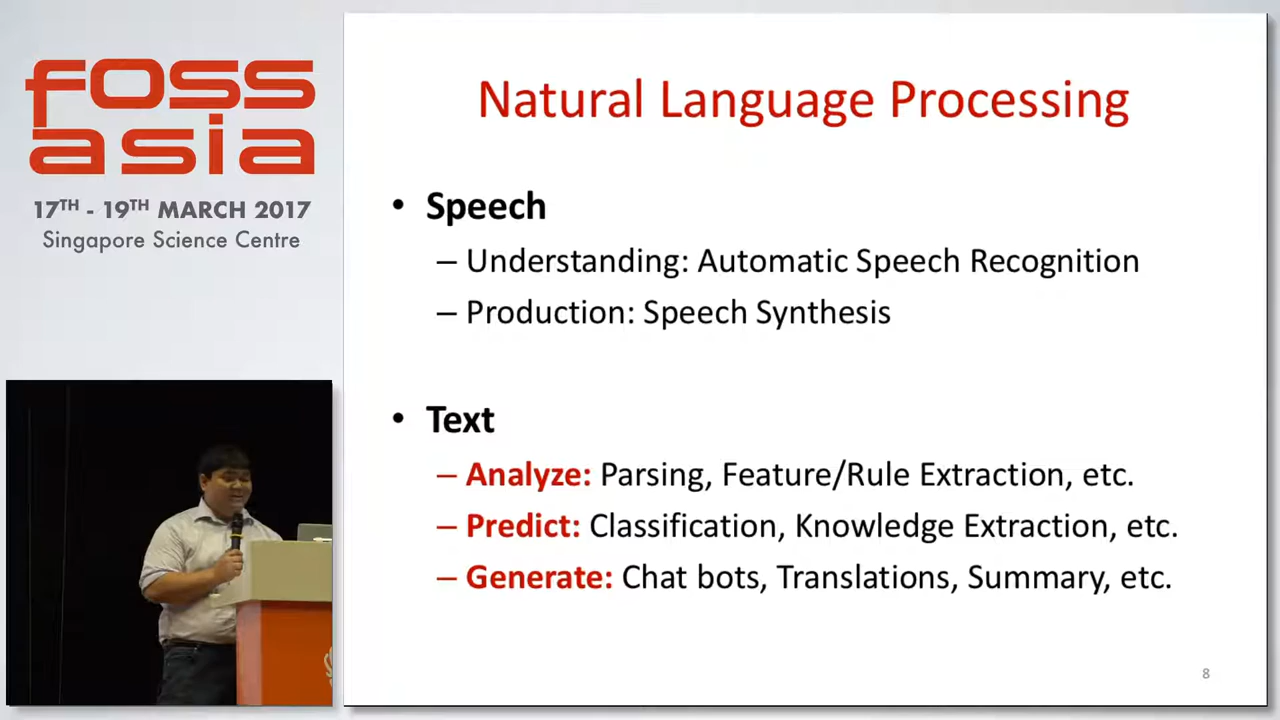 foss
asia
17TH - 19TH MARCH 2017
Singapore Science Centre
Natural Language Processing
• Speech
– Understanding: Automatic Speech Recognition
– Production: Speech Synthesis
• Text
– Analyze: Parsing, Feature/Rule Extraction, etc.
– Predict: Classification, Knowledge Extraction, etc.
– Generate: Chat bots, Translations, Summary, etc.
8